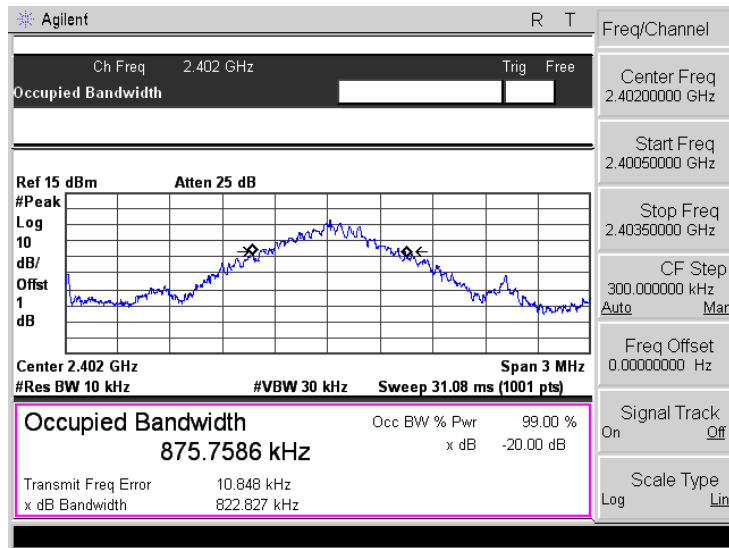 Agilent R T
Freq/Channel
Ch Freq 2.402 GHz Trig Free
Occupied Bandwidth
Center Freq
2.40200000 GHz
Start Freq
2.40050000 GHz
Stop Freq
2.40350000 GHz
CF Step
300.000000 kHz
Auto Man
Freq Offset
0.00000000 Hz
Signal Track
On Off
Scale Type
Log Lin
Ref 15 dBm Atten 25 dB
#Peak
Log
10
dB/
Offst
1
dB
Center 2.402 GHz Span 3 MHz
#Res BW 10 kHz #VBW 30 kHz Sweep 31.08 ms (1001 pts)
Occupied Bandwidth Occ BW % Pwr 99.00 %
875.7586 kHz x dB -20.00 dB
Transmit Freq Error 10.848 kHz
x dB Bandwidth 822.827 kHz